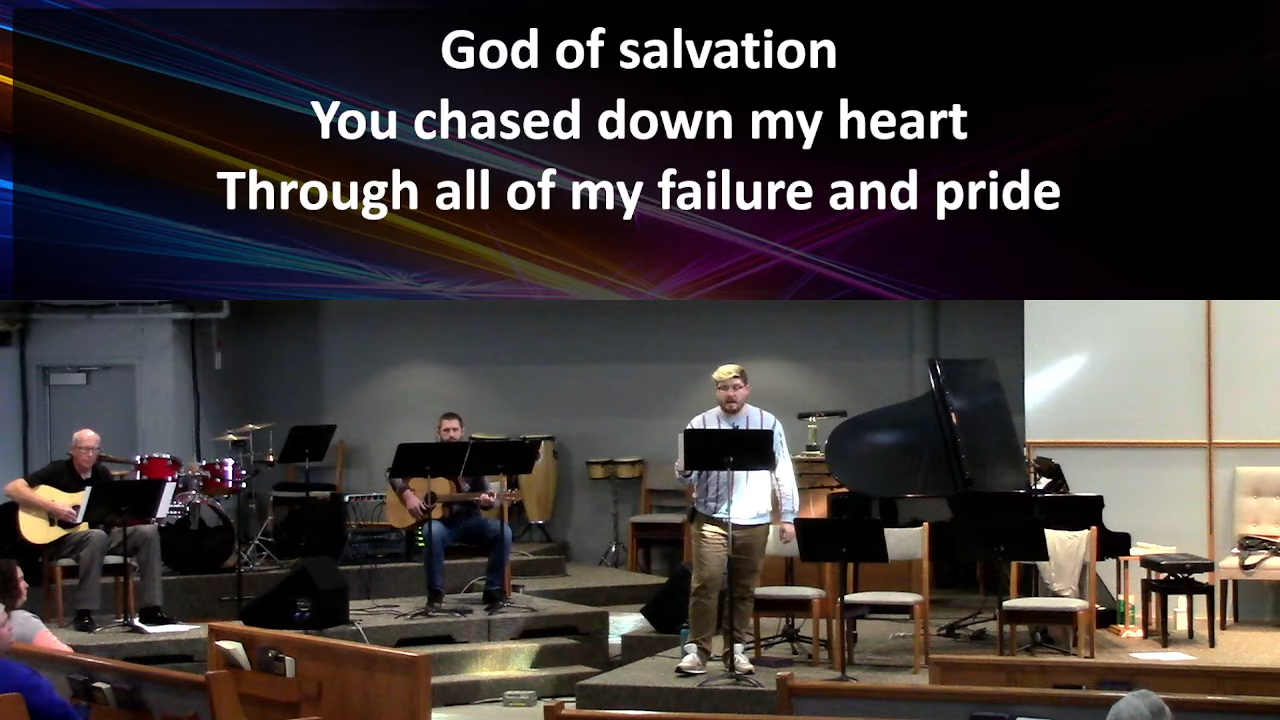 God of salvation
You chased down my heart
Through all of my failure and pride